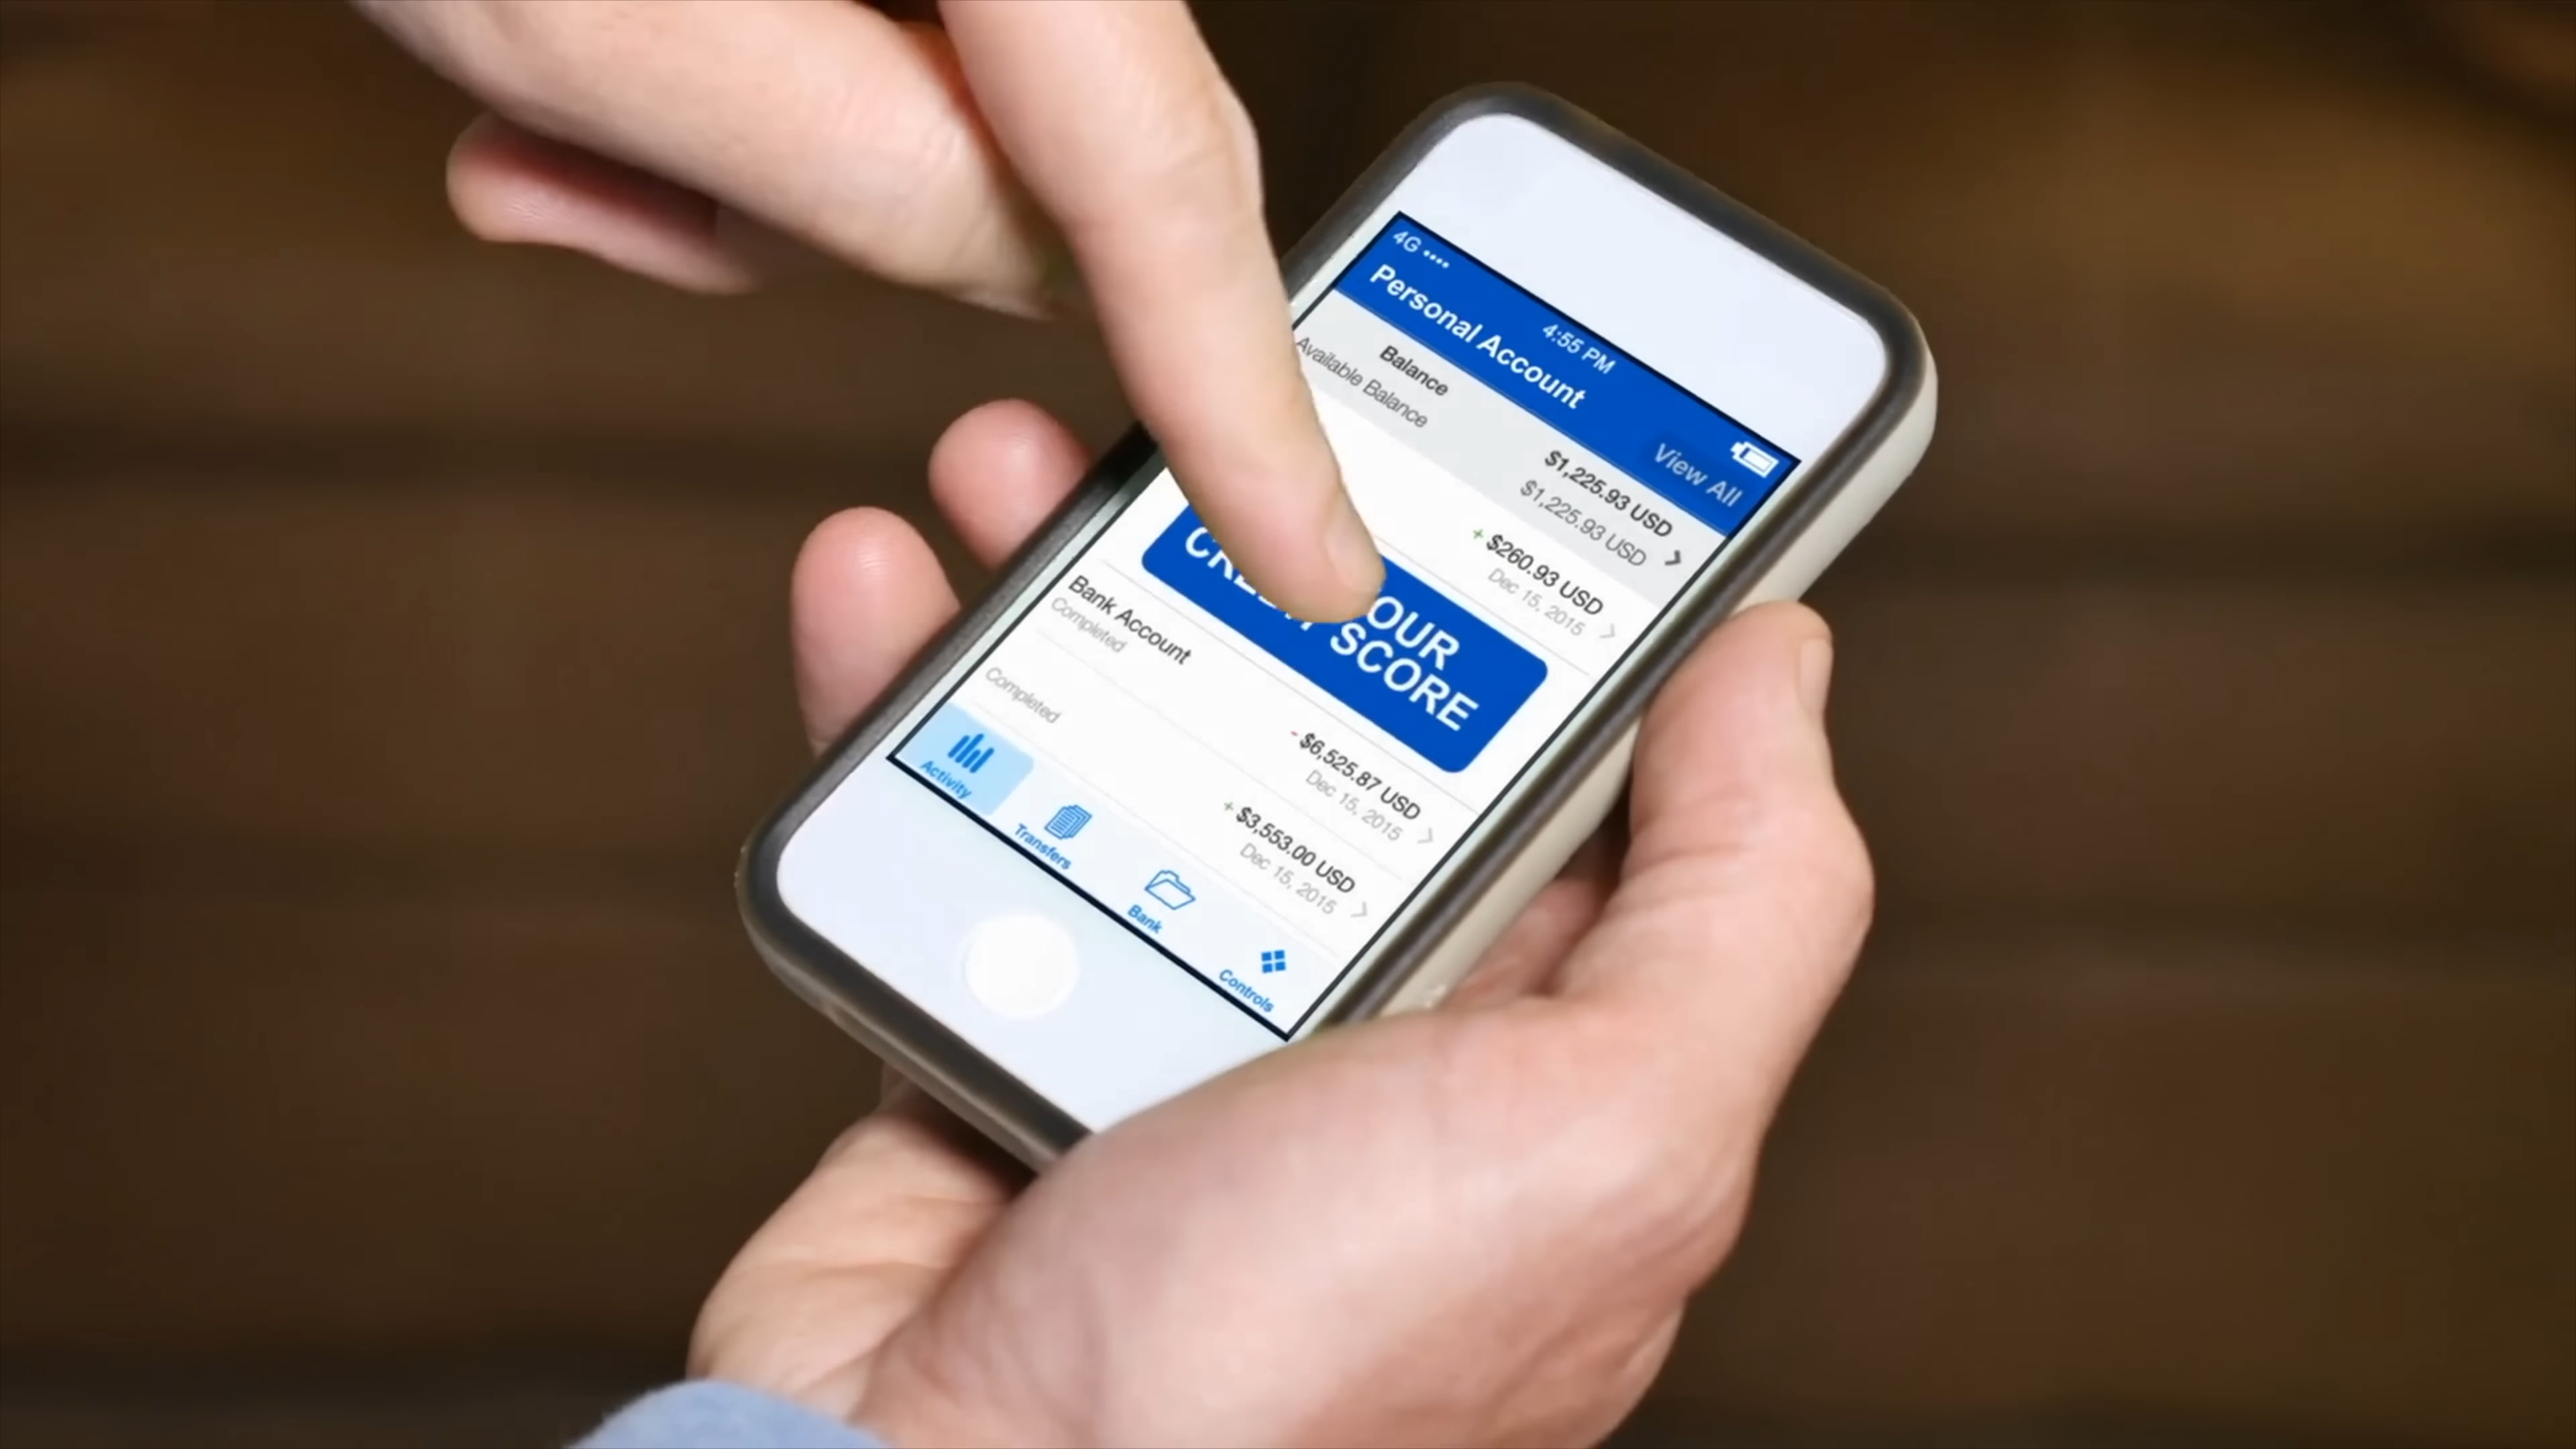 4G
4:55 PM
Personal Account
View All
Balance
$1,225.93 USD
Available Balance
$1,225.93 USD
+ $260.93 USD
Dec 15, 2015
OUR
SCORE
Bank Account
- $6,525.87 USD
Completed
Dec 15, 2015
+ $3,553.00 USD
Completed
Dec 15, 2015
Activity
Transfers
Bank
Controls